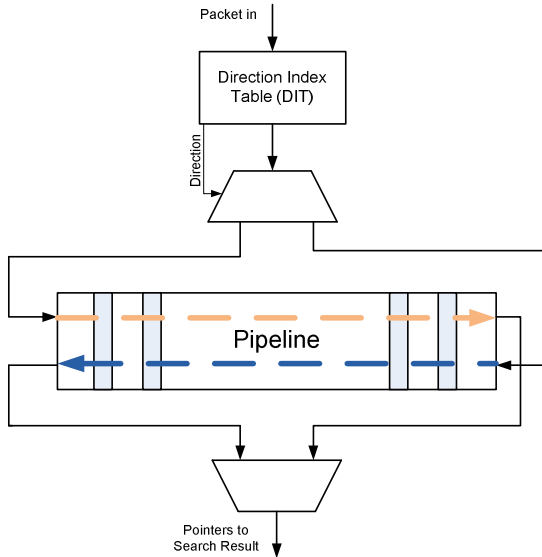 Packet in
Direction Index
Table (DIT)
Direction
Pipeline
Pointers to
Search Result